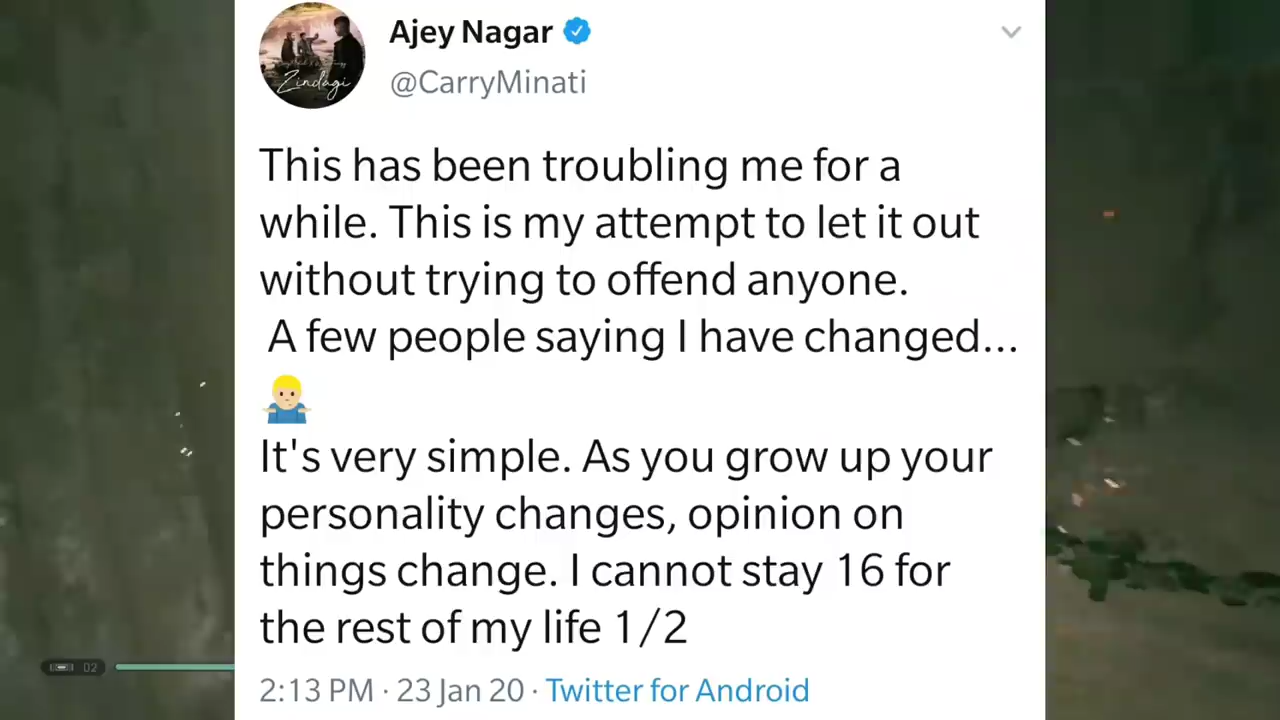 Zindagi
Ajey Nagar
@CarryMinati
This has been troubling me for a
while. This is my attempt to let it out
without trying to offend anyone.
A few people saying I have changed...
It's very simple. As you grow up your
personality changes, opinion on
things change. I cannot stay 16 for
the rest of my life 1/2
02
2:13 PM · 23 Jan 20 · Twitter for Android